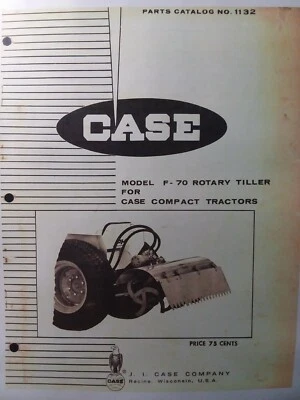 PARTS CATALOG NO. 1132
CASE
MODEL F-70 ROTARY TILLER
FOR
CASE COMPACT TRACTORS
PRICE 75 CENTS
CASE
J. I. CASE COMPANY
Racine, Wisconsin, U.S.A.